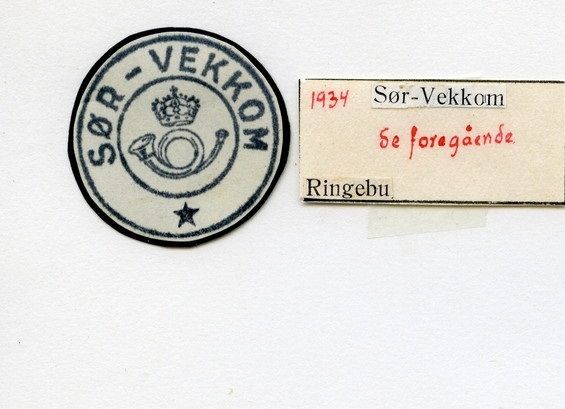 SØR-VEKKOM
1934 Sør-Vekkom
Se foregående.
Ringebu